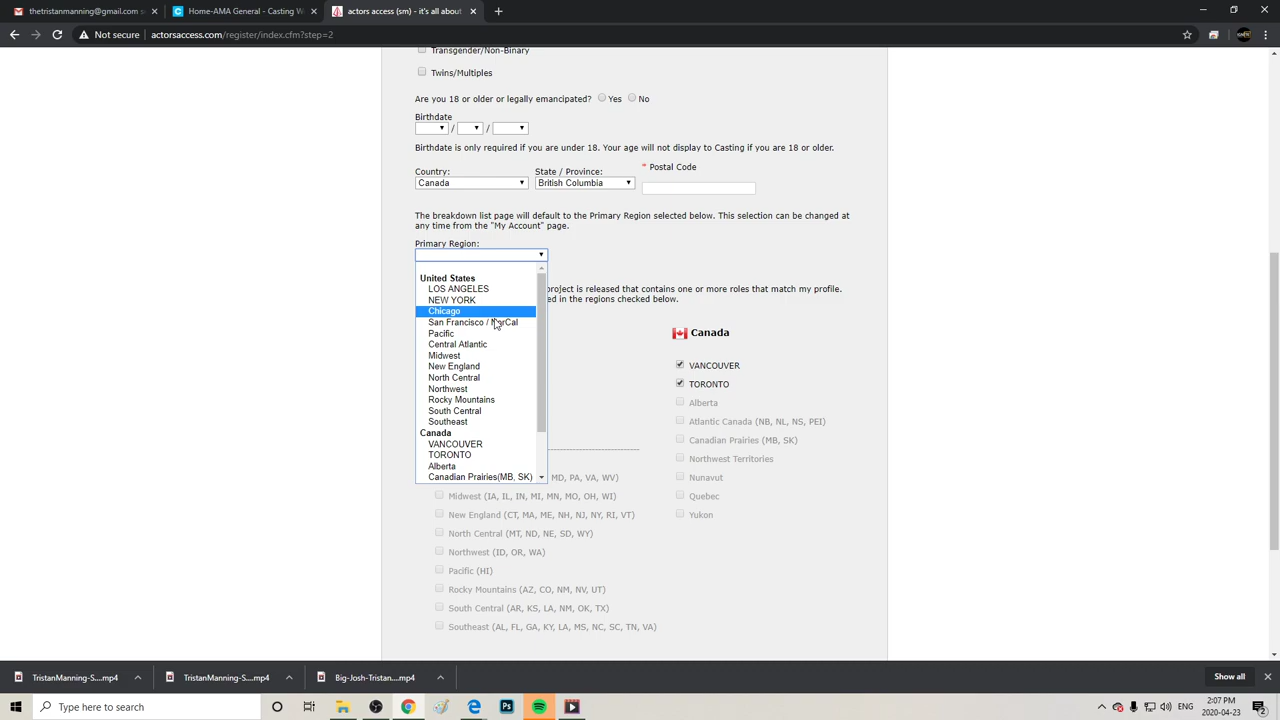 thetristanmanning@gmail.com
Home-AMA General - Casting W
actors access (sm) - it's all about
Not secure
actorsaccess.com/register/index.cfm?step=2
Transgender/Non-Binary
Twins/Multiples
Are you 18 or older or legally emancipated? Yes No
Birthdate
/ /
Birthdate is only required if you are under 18. Your age will not display to Casting if you are 18 or older.
Country: State / Province: * Postal Code
Canada British Columbia
The breakdown list page will default to the Primary Region selected below. This selection can be changed at
any time from the "My Account" page.
Primary Region:
United States
LOS ANGELES
NEW YORK
Chicago
San Francisco / NorCal
Pacific
Central Atlantic
Midwest
New England
North Central
Northwest
Rocky Mountains
South Central
Southeast
Canada
VANCOUVER
TORONTO
Alberta
Canadian Prairies(MB, SK)
project is released that contains one or more roles that match my profile.
ed in the regions checked below.
Canada
VANCOUVER
TORONTO
Alberta
Atlantic Canada (NB, NL, NS, PEI)
Canadian Prairies (MB, SK)
Northwest Territories
Nunavut
Quebec
Yukon
MD, PA, VA, WV)
Midwest (IA, IL, IN, MI, MN, MO, OH, WI)
New England (CT, MA, ME, NH, NJ, NY, RI, VT)
North Central (MT, ND, NE, SD, WY)
Northwest (ID, OR, WA)
Pacific (HI)
Rocky Mountains (AZ, CO, NM, NV, UT)
South Central (AR, KS, LA, NM, OK, TX)
Southeast (AL, FL, GA, KY, LA, MS, NC, SC, TN, VA)
TristanManning-S....mp4
TristanManning-S....mp4
Big-Josh-Tristan....mp4
Show all
Type here to search
2:07 PM
2020-04-23
2